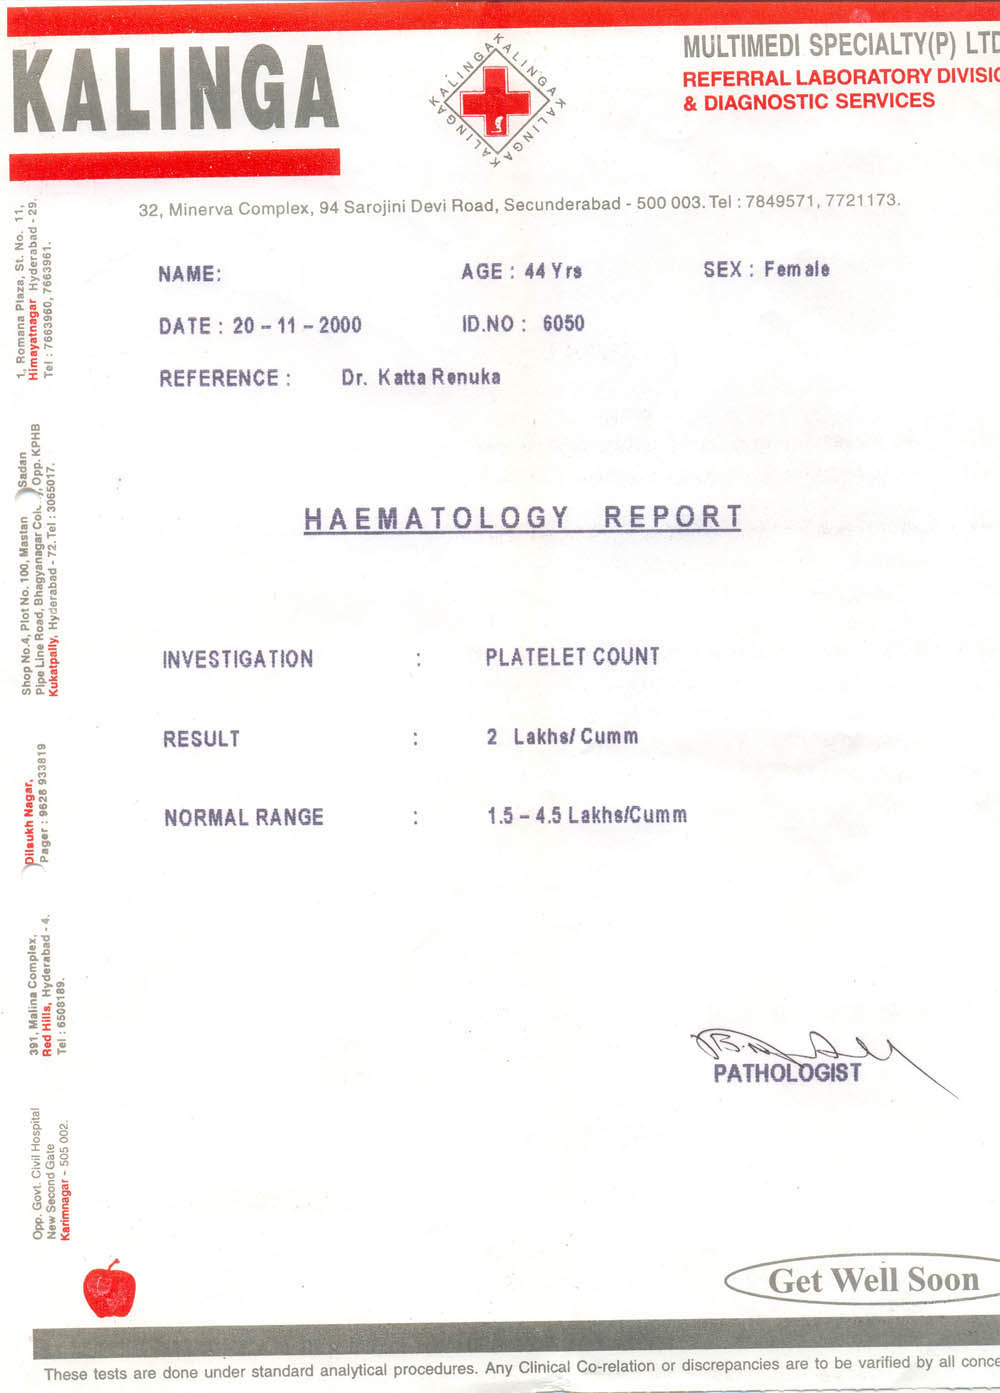 KALINGA
KALINGA KALINGA KALINGA KALINGA
MULTIMEDI SPECIALTY(P) LTD
REFERRAL LABORATORY DIVISIO
& DIAGNOSTIC SERVICES
32, Minerva Complex, 94 Sarojini Devi Road, Secunderabad - 500 003. Tel : 7849571, 7721173.
NAME: AGE : 44 Yrs SEX : Female
DATE : 20 – 11 – 2000 ID.NO : 6050
REFERENCE : Dr. Katta Renuka
HAEMATOLOGY REPORT
INVESTIGATION : PLATELET COUNT
RESULT : 2 Lakhs/ Cumm
NORMAL RANGE : 1.5 – 4.5 Lakhs/Cumm
PATHOLOGIST
1, Romana Plaza, St. No. 11,
Himayatnagar Hyderabad - 29.
Tel : 7663960, 7663961.
Shop No.4, Plot No. 100, Mastan Sadan
Pipe Line Road, Bhagyanagar Opp. KPHB
Kukatpally, Hyderabad - 72. Tel : 3065017.
Dilsukh Nagar,
Pager : 9628 933819
391, Malina Complex,
Red Hills, Hyderabad - 4.
Tel : 6508189.
Opp. Govt. Civil Hospital
New Second Gate
Karimnagar - 505 002.
Get Well Soon
These tests are done under standard analytical procedures. Any Clinical Co-relation or discrepancies are to be varified by all conce